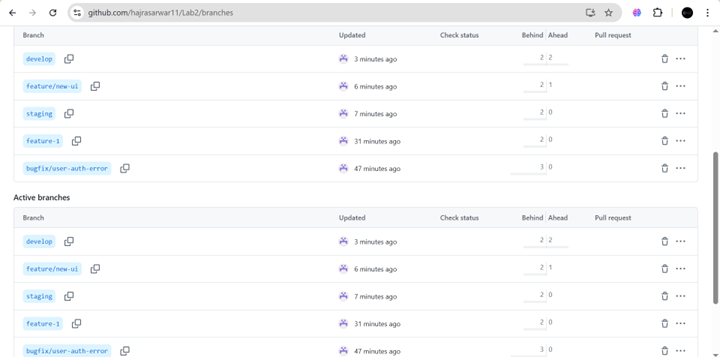 github.com/hajrasarwar11/Lab2/branches
Branch Updated Check status Behind Ahead Pull request
develop 3 minutes ago 2 2
feature/new-ui 6 minutes ago 2 1
staging 7 minutes ago 2 0
feature-1 31 minutes ago 2 0
bugfix/user-auth-error 47 minutes ago 3 0
Active branches
Branch Updated Check status Behind Ahead Pull request
develop 3 minutes ago 2 2
feature/new-ui 6 minutes ago 2 1
staging 7 minutes ago 2 0
feature-1 31 minutes ago 2 0
bugfix/user-auth-error 47 minutes ago 3 0